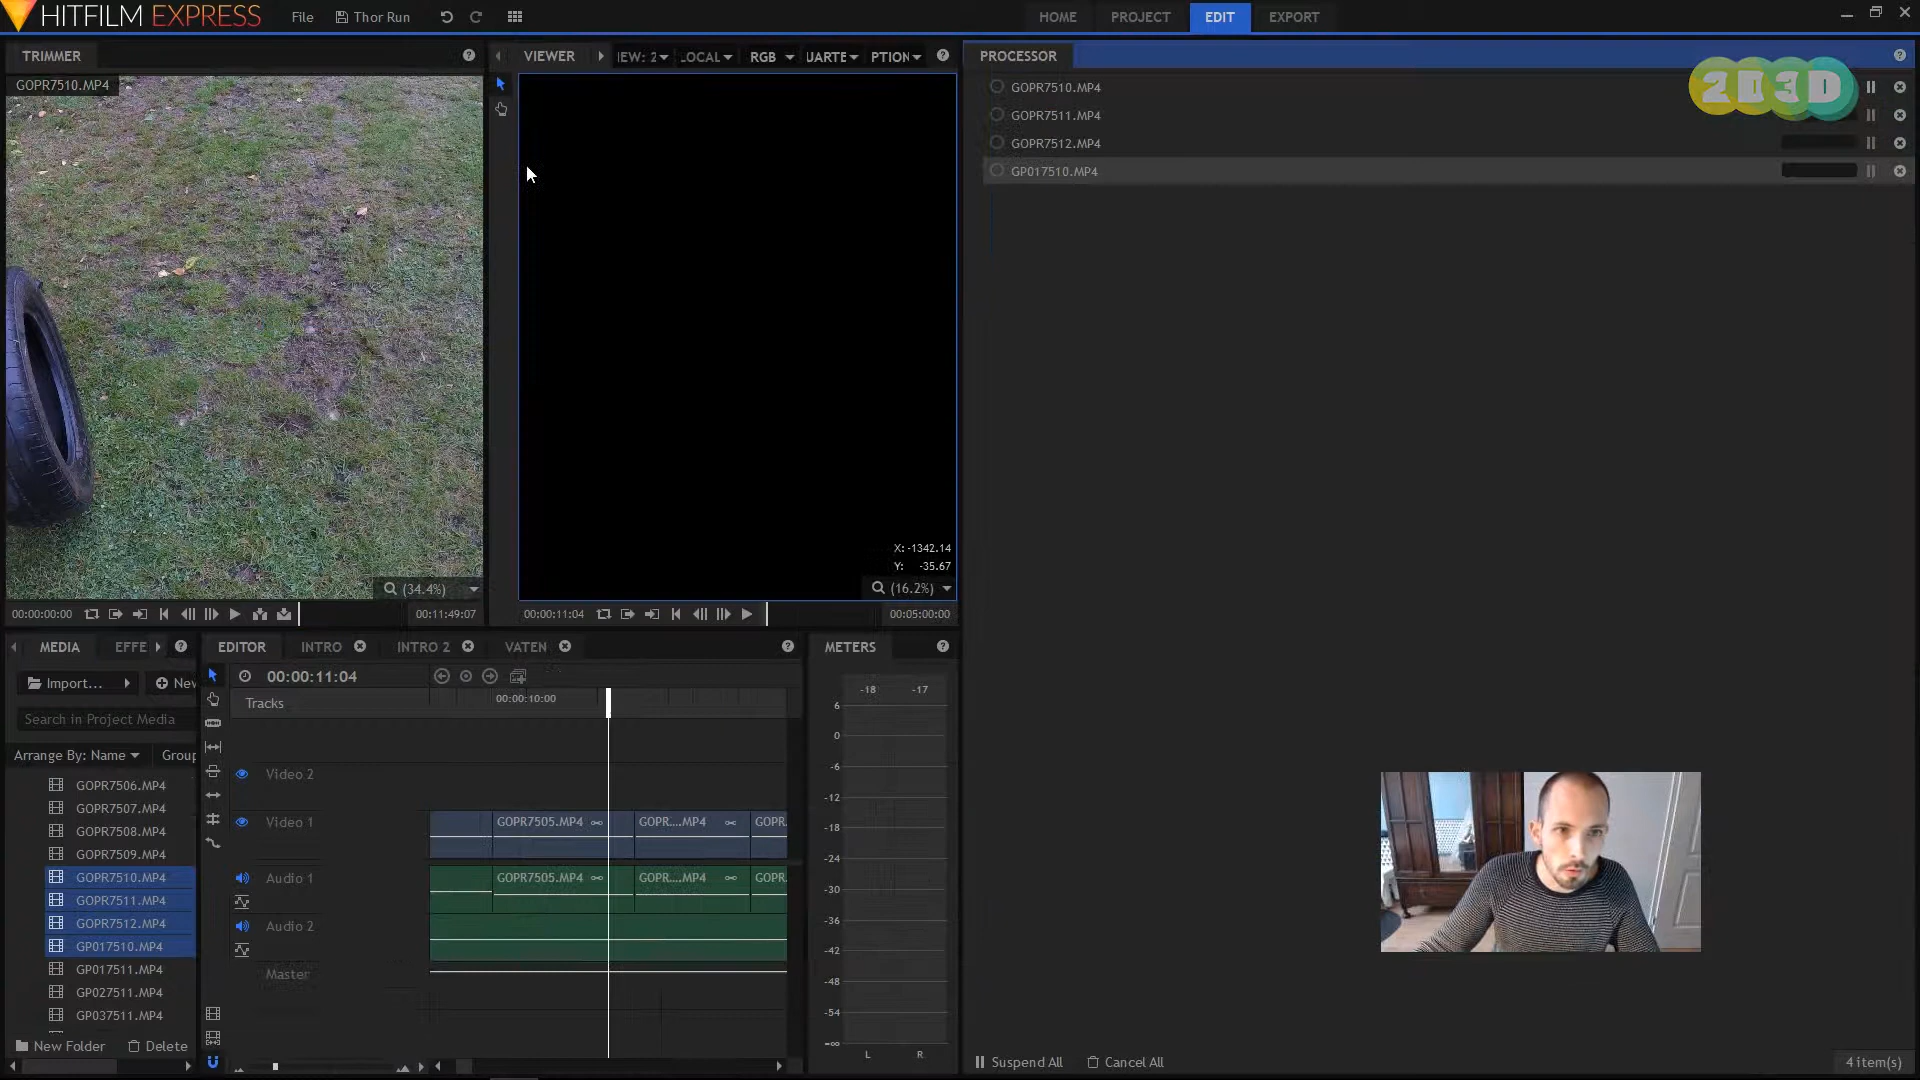 HITFILM EXPRESS
File
Thor Run
HOME
PROJECT
EDIT
EXPORT
TRIMMER
GOPR7510.MP4
(34.4%)
00:00:00:00
00:11:49:07
VIEWER
IEW: 2
LOCAL
RGB
UARTE
PTION
X: -1342.14
Y: -35.67
(16.2%)
00:00:11:04
00:05:00:00
PROCESSOR
2D3D
GOPR7510.MP4
GOPR7511.MP4
GOPR7512.MP4
GP017510.MP4
MEDIA
EFFE
Import...
New
Search in Project Media
Arrange By: Name
Group
GOPR7506.MP4
GOPR7507.MP4
GOPR7508.MP4
GOPR7509.MP4
GOPR7510.MP4
GOPR7511.MP4
GOPR7512.MP4
GP017510.MP4
GP017511.MP4
GP027511.MP4
GP037511.MP4
New Folder
Delete
EDITOR
INTRO
INTRO 2
VATEN
00:00:11:04
Tracks
00:00:10:00
Video 2
Video 1
GOPR7505.MP4
GOPR....MP4
GOPR.
Audio 1
GOPR7505.MP4
GOPR....MP4
GOPR.
Audio 2
Master
METERS
-18 -17
6
0
-6
-12
-18
-24
-30
-36
-42
-48
-54
-∞
L R
Suspend All
Cancel All
4 item(s)